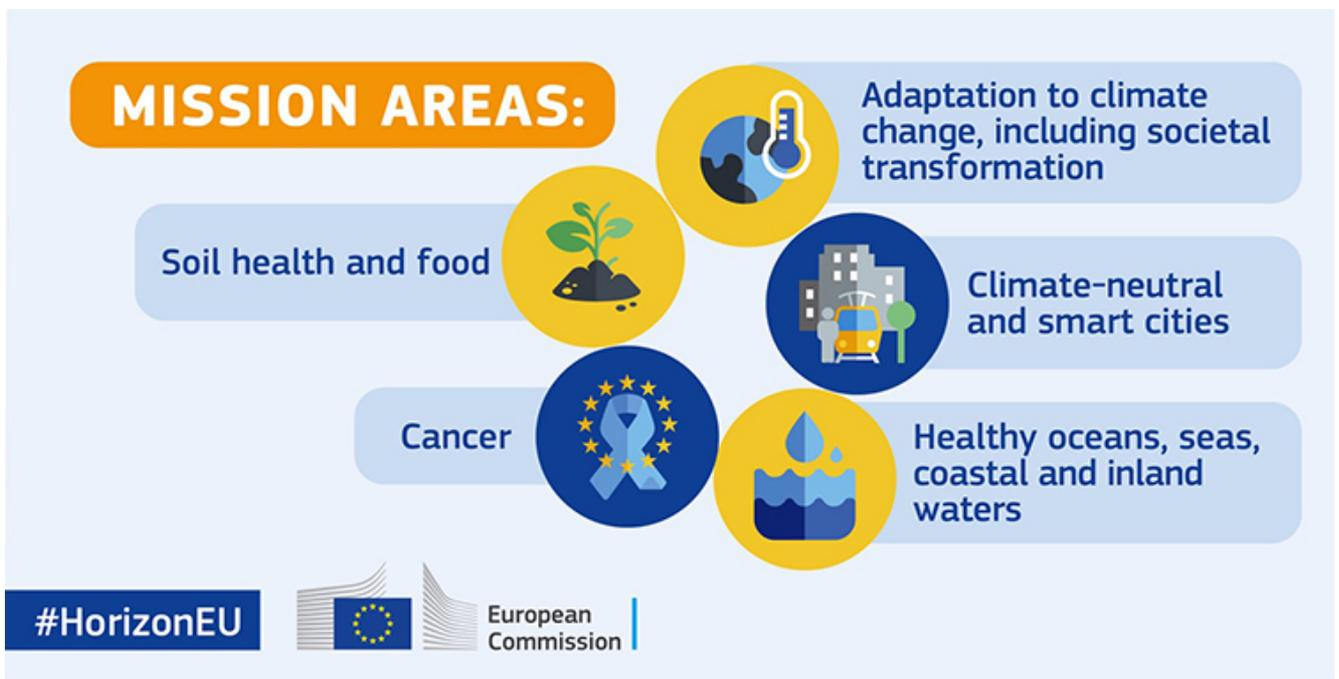 MISSION AREAS:
Adaptation to climate
change, including societal
transformation
Soil health and food
Climate-neutral
and smart cities
Cancer
Healthy oceans, seas,
coastal and inland
waters
#HorizonEU
European
Commission